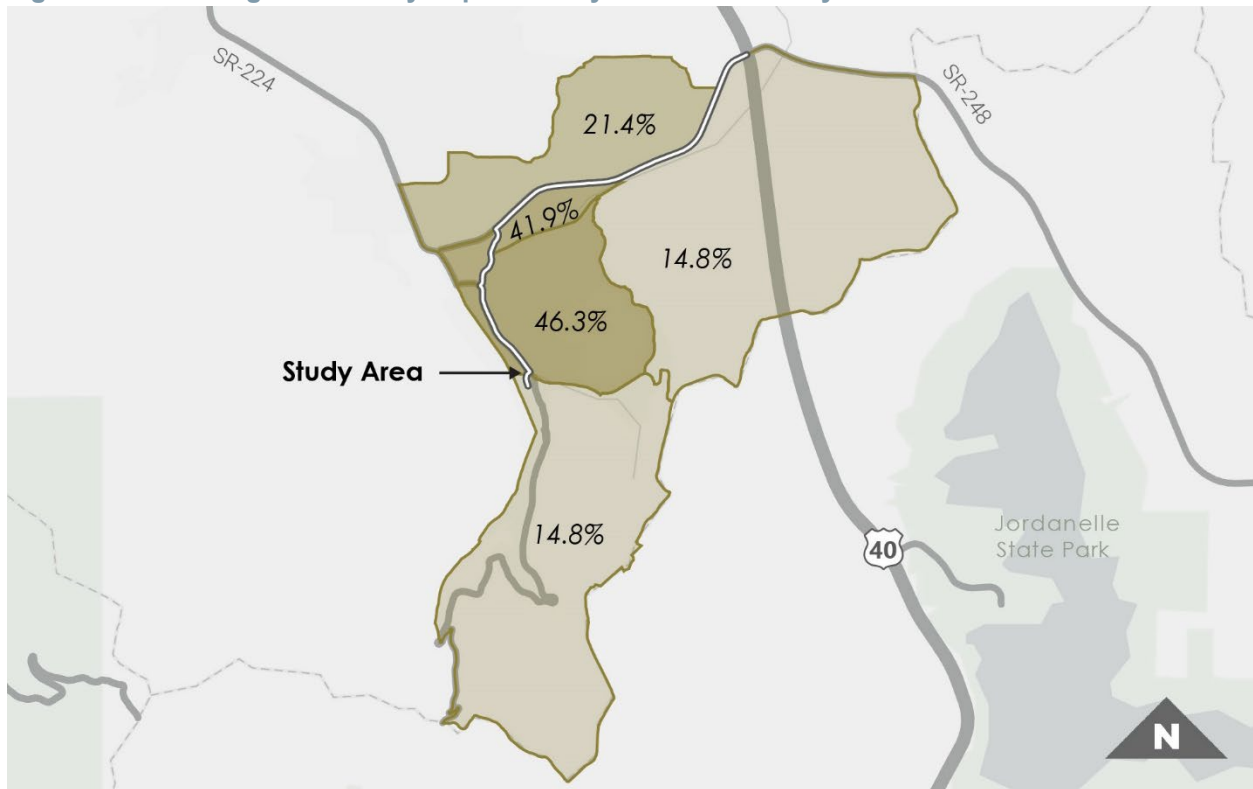 SR-224
SR-248
21.4%
41.9%
14.8%
46.3%
Study Area
14.8%
Jordanelle
State Park
40
N